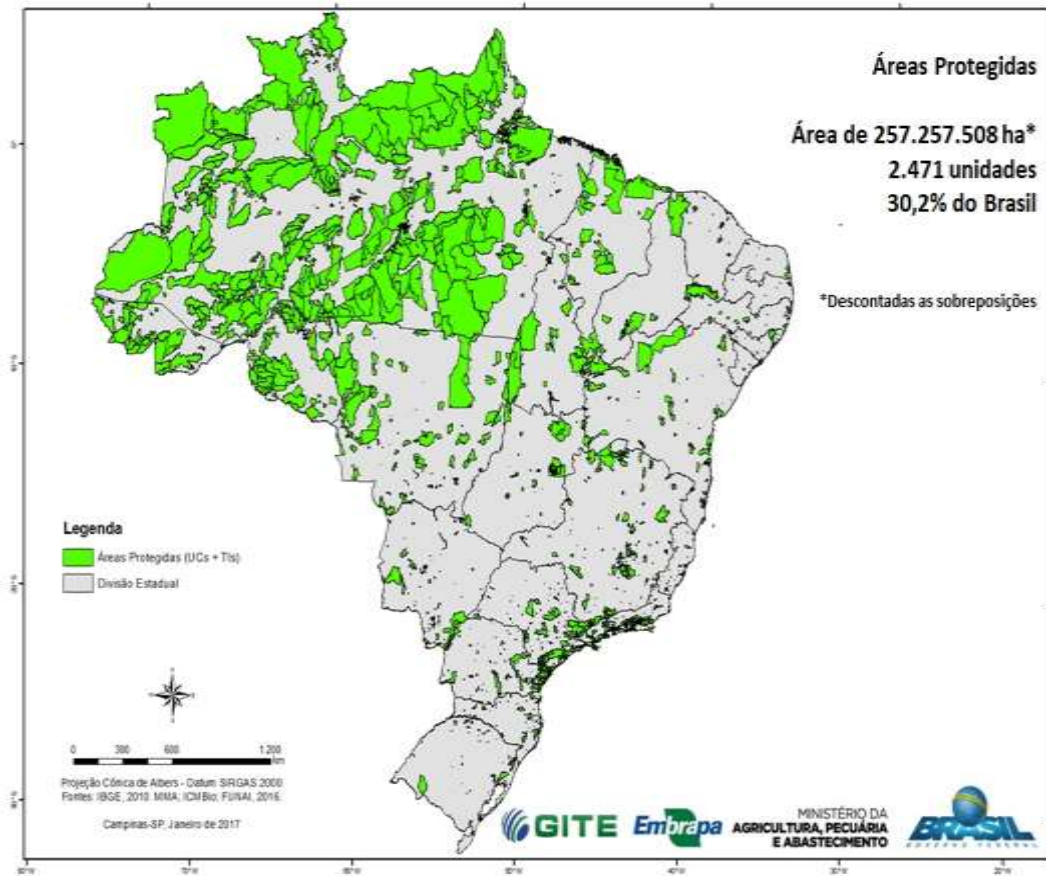 Áreas Protegidas
Área de 257.257.508 ha*
2.471 unidades
30,2% do Brasil
*Descontadas as sobreposições
Legenda
Áreas Protegidas (UCs + TIs)
Divisão Estadual
0 300 600 1.200
km
Projeção Cônica de Albers - Datum SIRGAS 2000
Fontes: IBGE, 2010. MMA; ICMBio; FUNAI, 2016.
Campinas-SP, Janeiro de 2017
GITE
Embrapa
MINISTÉRIO DA
AGRICULTURA, PECUÁRIA
E ABASTECIMENTO
BRASIL
GOVERNO FEDERAL